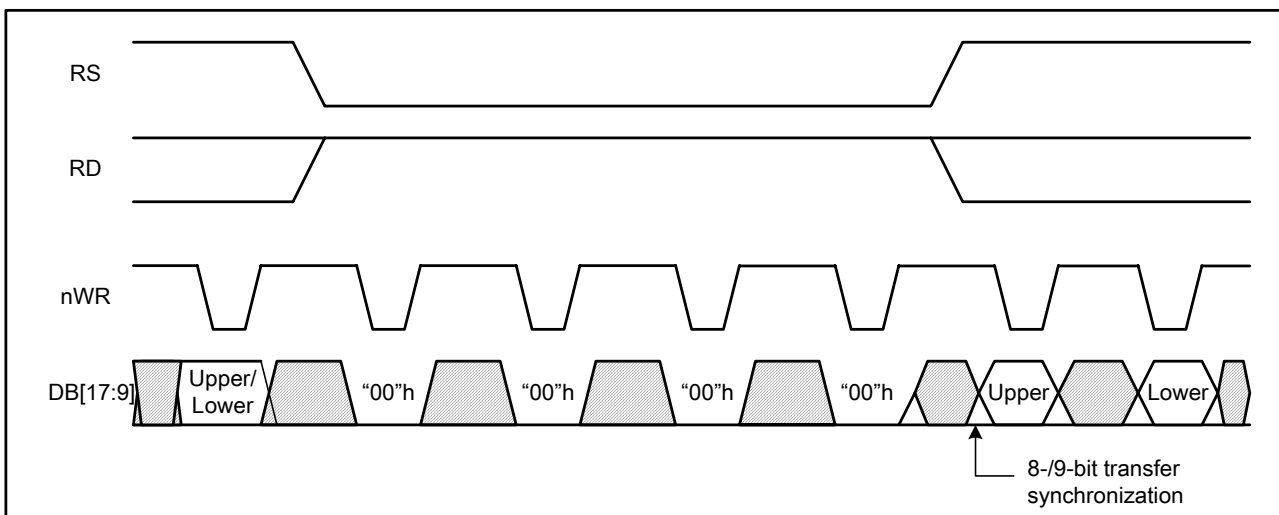 RS
RD
nWR
DB[17:9]
Upper/
Lower
“00”h
“00”h
“00”h
“00”h
Upper
Lower
8-/9-bit transfer
synchronization